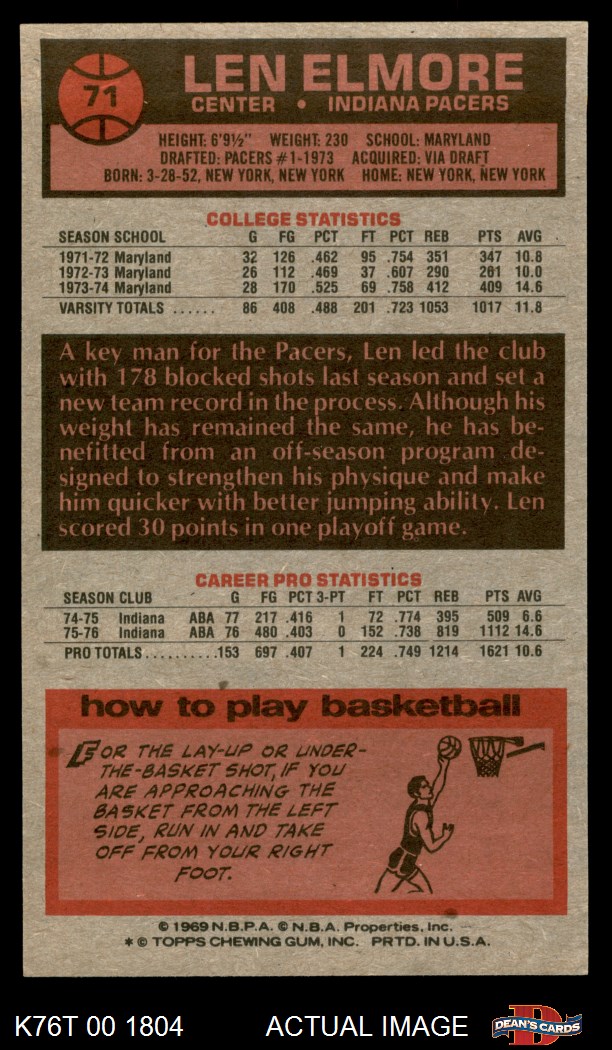 71
LEN ELMORE
CENTER • INDIANA PACERS
HEIGHT: 6'9½" WEIGHT: 230 SCHOOL: MARYLAND
DRAFTED: PACERS #1-1973 ACQUIRED: VIA DRAFT
BORN: 3-28-52, NEW YORK, NEW YORK HOME: NEW YORK, NEW YORK
COLLEGE STATISTICS
SEASON SCHOOL G FG PCT FT PCT REB PTS AVG
1971-72 Maryland 32 126 .462 95 .754 351 347 10.8
1972-73 Maryland 26 112 .469 37 .607 290 261 10.0
1973-74 Maryland 28 170 .525 69 .758 412 409 14.6
VARSITY TOTALS ...... 86 408 .488 201 .723 1053 1017 11.8
A key man for the Pacers, Len led the club
with 178 blocked shots last season and set a
new team record in the process. Although his
weight has remained the same, he has be-
nefitted from an off-season program de-
signed to strengthen his physique and make
him quicker with better jumping ability. Len
scored 30 points in one playoff game.
CAREER PRO STATISTICS
SEASON CLUB G FG PCT 3-PT FT PCT REB PTS AVG
74-75 Indiana ABA 77 217 .416 1 72 .774 395 509 6.6
75-76 Indiana ABA 76 480 .403 0 152 .738 819 1112 14.6
PRO TOTALS..........153 697 .407 1 224 .749 1214 1621 10.6
how to play basketball
FOR THE LAY-UP OR UNDER-
THE-BASKET SHOT, IF YOU
ARE APPROACHING THE
BASKET FROM THE LEFT
SIDE, RUN IN AND TAKE
OFF FROM YOUR RIGHT
FOOT.
© 1969 N.B.P.A. © N.B.A. Properties, Inc.
* © TOPPS CHEWING GUM, INC. PRTD. IN U.S.A.
K76T 00 1804 ACTUAL IMAGE
D
DEAN'S CARDS